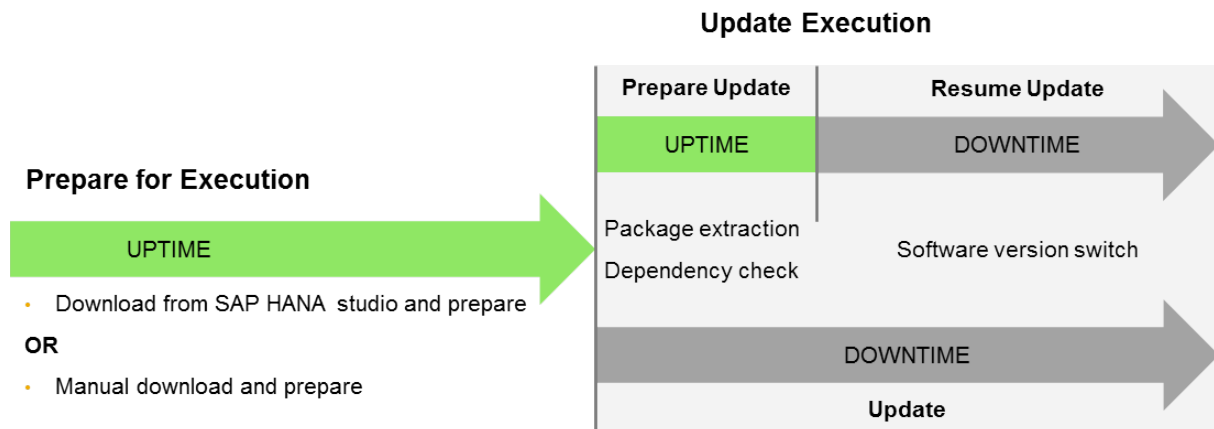 Update Execution
Prepare Update
Resume Update
UPTIME
DOWNTIME
Prepare for Execution
UPTIME
Package extraction
Dependency check
Software version switch
• Download from SAP HANA studio and prepare
OR
• Manual download and prepare
DOWNTIME
Update